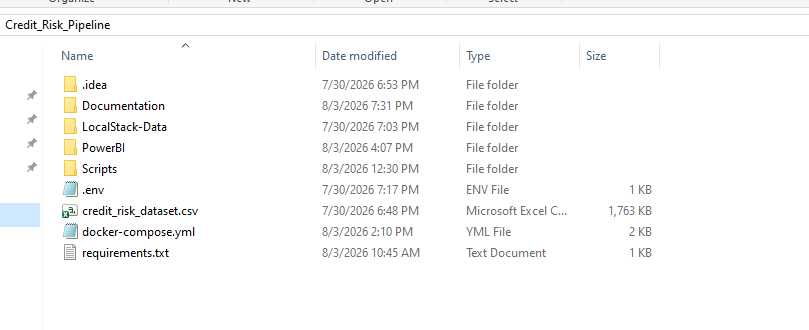 Organize New Open Select
Credit_Risk_Pipeline
Name Date modified Type Size
.idea 7/30/2026 6:53 PM File folder
Documentation 8/3/2026 7:31 PM File folder
LocalStack-Data 7/30/2026 7:03 PM File folder
PowerBI 8/3/2026 4:07 PM File folder
Scripts 8/3/2026 12:30 PM File folder
.env 7/30/2026 7:17 PM ENV File 1 KB
credit_risk_dataset.csv 7/30/2026 6:48 PM Microsoft Excel C... 1,763 KB
docker-compose.yml 8/3/2026 2:10 PM YML File 2 KB
requirements.txt 8/3/2026 10:45 AM Text Document 1 KB